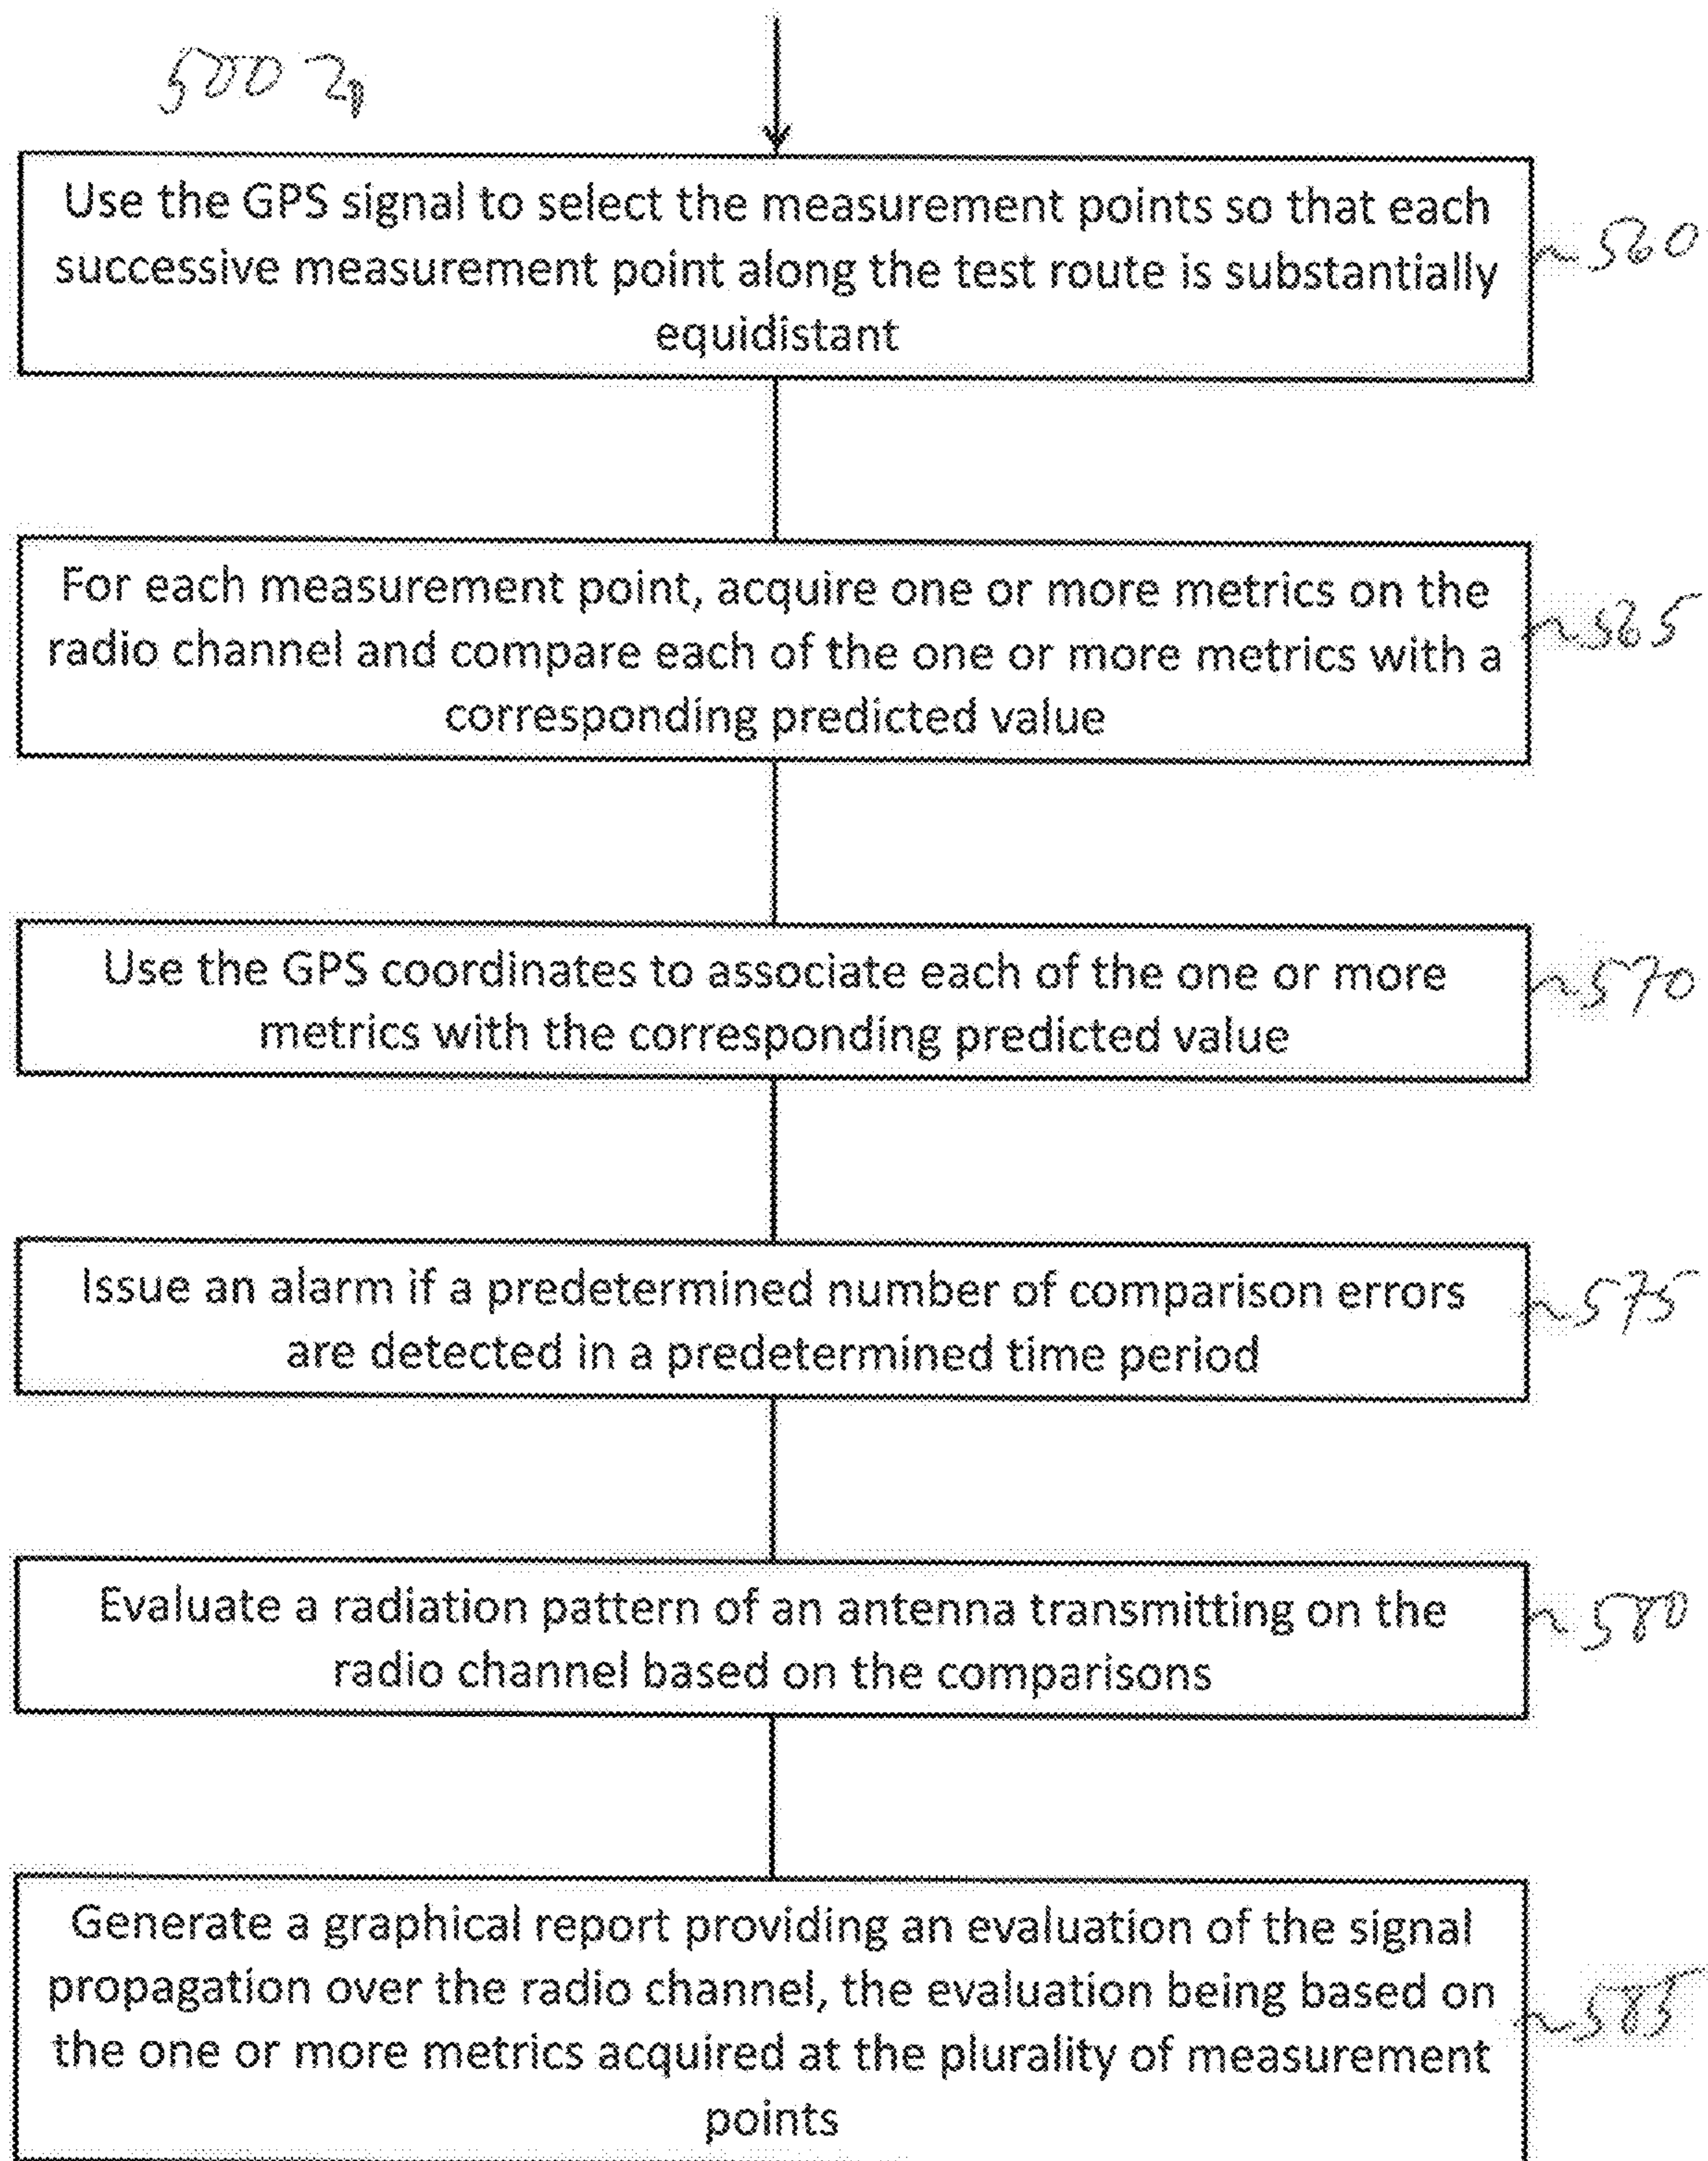 500
Use the GPS signal to select the measurement points so that each
successive measurement point along the test route is substantially
equidistant
560
For each measurement point, acquire one or more metrics on the
radio channel and compare each of the one or more metrics with a
corresponding predicted value
565
Use the GPS coordinates to associate each of the one or more
metrics with the corresponding predicted value
570
Issue an alarm if a predetermined number of comparison errors
are detected in a predetermined time period
575
Evaluate a radiation pattern of an antenna transmitting on the
radio channel based on the comparisons
580
Generate a graphical report providing an evaluation of the signal
propagation over the radio channel, the evaluation being based on
the one or more metrics acquired at the plurality of measurement
points
585